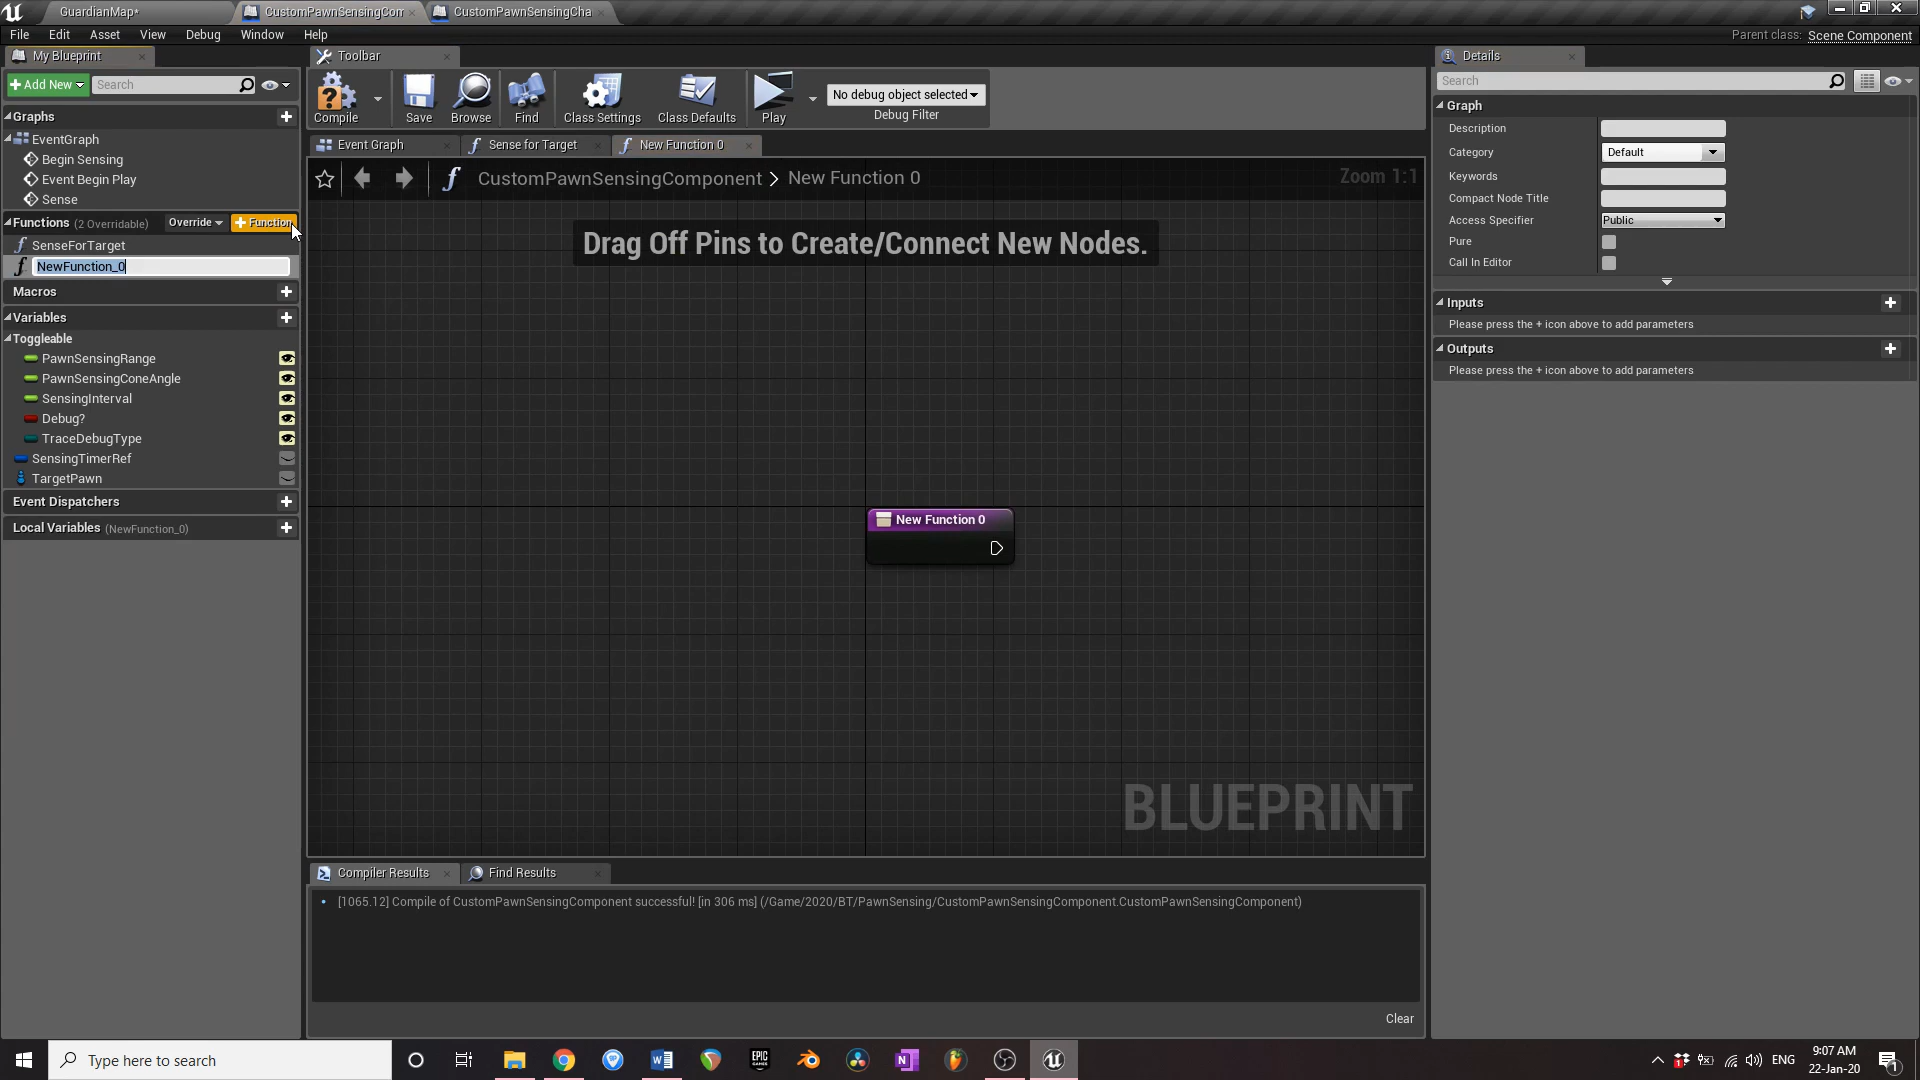 GuardianMap*
CustomPawnSensingCom
CustomPawnSensingCha
File Edit Asset View Debug Window Help
Parent class: Scene Component
My Blueprint
Toolbar
Details
Add New
Search
Compile
Save
Browse
Find
Class Settings
Class Defaults
Play
No debug object selected
Debug Filter
Search
Graphs
EventGraph
Begin Sensing
Event Begin Play
Sense
Functions (2 Overridable) Override Function
SenseForTarget
NewFunction_0
Macros
Variables
Toggleable
PawnSensingRange
PawnSensingConeAngle
SensingInterval
Debug?
TraceDebugType
SensingTimerRef
TargetPawn
Event Dispatchers
Local Variables (NewFunction_0)
Event Graph
Sense for Target
New Function 0
CustomPawnSensingComponent > New Function 0
Zoom 1:1
Drag Off Pins to Create/Connect New Nodes.
New Function 0
BLUEPRINT
Graph
Description
Category Default
Keywords
Compact Node Title
Access Specifier Public
Pure
Call In Editor
Inputs
Please press the + icon above to add parameters
Outputs
Please press the + icon above to add parameters
Compiler Results
Find Results
[1065.12] Compile of CustomPawnSensingComponent successful! [in 306 ms] (/Game/2020/BT/PawnSensing/CustomPawnSensingComponent.CustomPawnSensingComponent)
Clear
Type here to search
EPIC
GAMES
ENG
9:07 AM
22-Jan-20